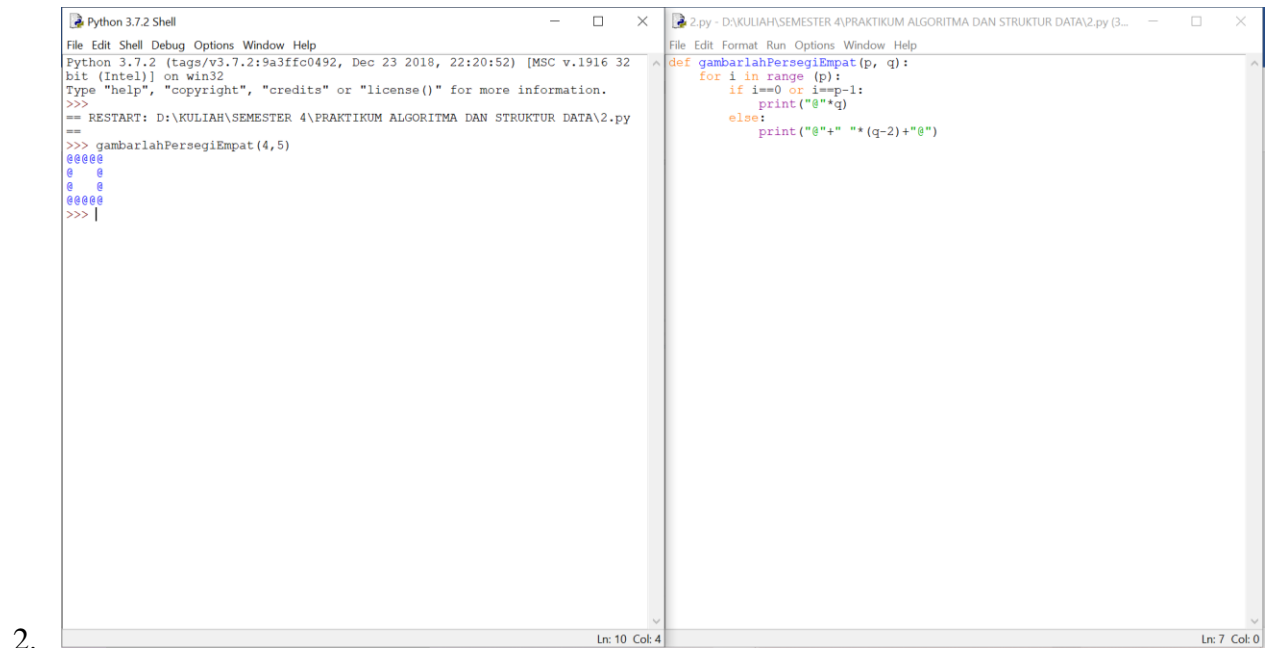 Python 3.7.2 Shell
File Edit Shell Debug Options Window Help
Python 3.7.2 (tags/v3.7.2:9a3ffc0492, Dec 23 2018, 22:20:52) [MSC v.1916 32
bit (Intel)] on win32
Type "help", "copyright", "credits" or "license()" for more information.
>>>
== RESTART: D:\KULIAH\SEMESTER 4\PRAKTIKUM ALGORITMA DAN STRUKTUR DATA\2.py
==
>>> gambarlahPersegiEmpat(4,5)
@@@@@
@   @
@   @
@@@@@
>>>
Ln: 10 Col: 4
2.py - D:\KULIAH\SEMESTER 4\PRAKTIKUM ALGORITMA DAN STRUKTUR DATA\2.py (3...
File Edit Format Run Options Window Help
def gambarlahPersegiEmpat(p, q):
    for i in range (p):
        if i==0 or i==p-1:
            print("@"*q)
        else:
            print("@"+" "*(q-2)+"@")
Ln: 7 Col: 0
2.